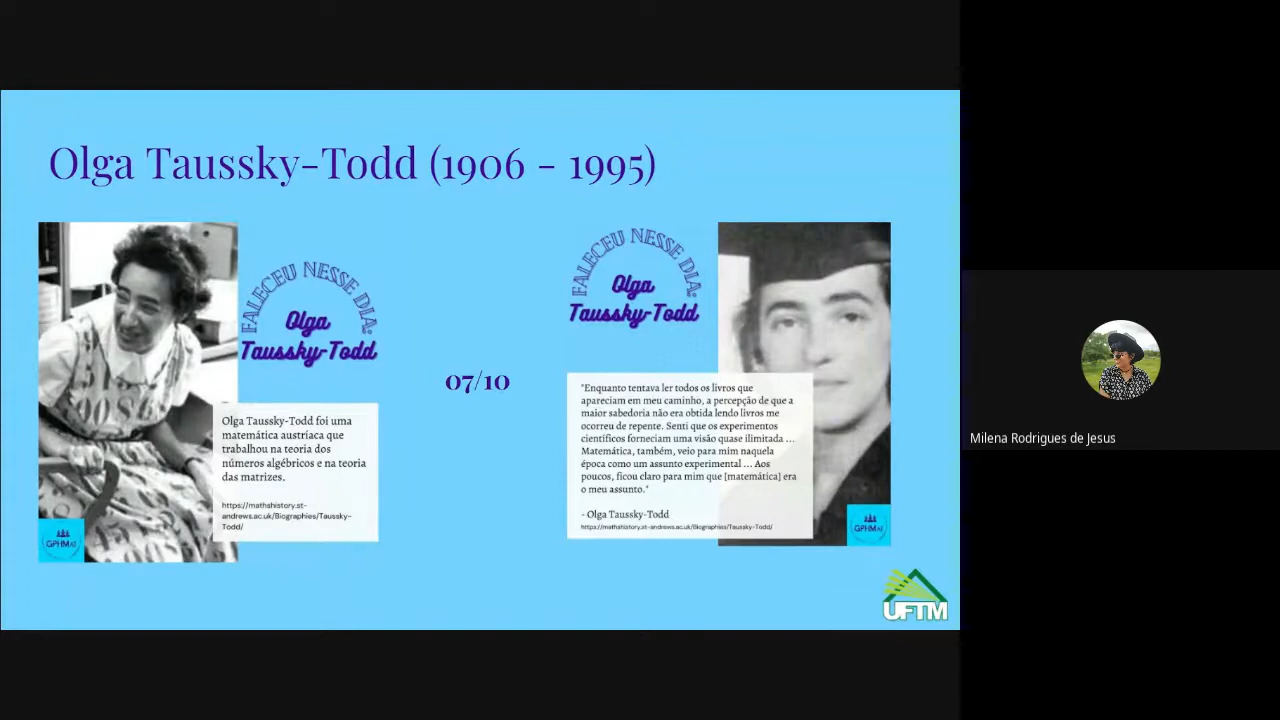 Olga Taussky-Todd (1906 - 1995)
FALECEU NESSE DIA:
Olga
Taussky-Todd
Olga Taussky-Todd foi uma
matemática austríaca que
trabalhou na teoria dos
números algébricos e na teoria
das matrizes.
https://mathshistory.st-
andrews.ac.uk/Biographies/Taussky-
Todd/
GPHMAT
07/10
FALECEU NESSE DIA:
Olga
Taussky-Todd
"Enquanto tentava ler todos os livros que
apareciam em meu caminho, a percepção de que a
maior sabedoria não era obtida lendo livros me
ocorreu de repente. Senti que os experimentos
científicos forneciam uma visão quase ilimitada ...
Matemática, também, veio para mim naquela
época como um assunto experimental ... Aos
poucos, ficou claro para mim que [matemática] era
o meu assunto."
- Olga Taussky-Todd
https://mathshistory.st-andrews.ac.uk/Biographies/Taussky-Todd/
GPHMAT
UFTM
Milena Rodrigues de Jesus